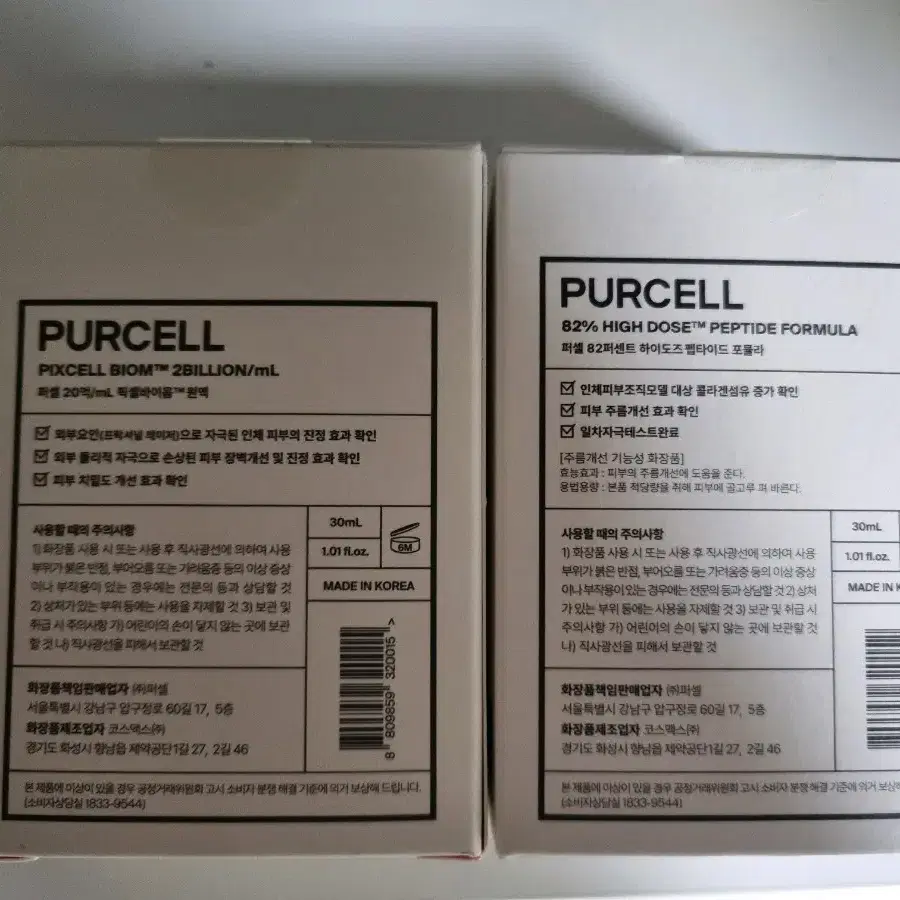 PURCELL
PIXCELL BIOM™ 2BILLION/mL
퍼셀 20억/mL 픽셀바이옴™ 원액
외부요인(프락셔널 레이저)으로 자극된 인체 피부의 진정 효과 확인
외부 물리적 자극으로 손상된 피부 장벽개선 및 진정 효과 확인
피부 치밀도 개선 효과 확인
사용할 때의 주의사항
1) 화장품 사용 시 또는 사용 후 직사광선에 의하여 사용
부위가 붉은 반점, 부어오름 또는 가려움증 등의 이상 증상
이나 부작용이 있는 경우에는 전문의 등과 상담할 것
2) 상처가 있는 부위 등에는 사용을 자제할 것 3) 보관 및
취급 시 주의사항 가) 어린이의 손이 닿지 않는 곳에 보관
할 것 나) 직사광선을 피해서 보관할 것
30mL
1.01 fl.oz.
6M
MADE IN KOREA
8 809859 320015 >
화장품책임판매업자 ㈜퍼셀
서울특별시 강남구 압구정로 60길 17, 5층
화장품제조업자 코스맥스㈜
경기도 화성시 향남읍 제약공단1길 27, 2길 46
본 제품에 이상이 있을 경우 공정거래위원회 고시 소비자 분쟁 해결 기준에 의거 보상해 드립니다.
(소비자상담실 1833-9544)
PURCELL
82% HIGH DOSE™ PEPTIDE FORMULA
퍼셀 82퍼센트 하이도즈 펩타이드 포뮬라
인체피부조직모델 대상 콜라겐섬유 증가 확인
피부 주름개선 효과 확인
일차자극테스트완료
[주름개선 기능성 화장품]
효능효과 : 피부의 주름개선에 도움을 준다.
용법용량 : 본품 적당량을 취해 피부에 골고루 펴 바른다.
사용할 때의 주의사항
1) 화장품 사용 시 또는 사용 후 직사광선에 의하여 사용
부위가 붉은 반점, 부어오름 또는 가려움증 등의 이상 증상
이나 부작용이 있는 경우에는 전문의 등과 상담할 것 2) 상처
가 있는 부위 등에는 사용을 자제할 것 3) 보관 및 취급 시
주의사항 가) 어린이의 손이 닿지 않는 곳에 보관할 것
나) 직사광선을 피해서 보관할 것
30mL
1.01 fl.oz.
MADE IN K
화장품책임판매업자 ㈜퍼셀
서울특별시 강남구 압구정로 60길 17, 5층
화장품제조업자 코스맥스㈜
경기도 화성시 향남읍 제약공단1길 27, 2길 46
본 제품에 이상이 있을 경우 공정거래위원회 고시 소비자 분쟁 해결 기준에 의거 보상
(소비자상담실 1833-9544)